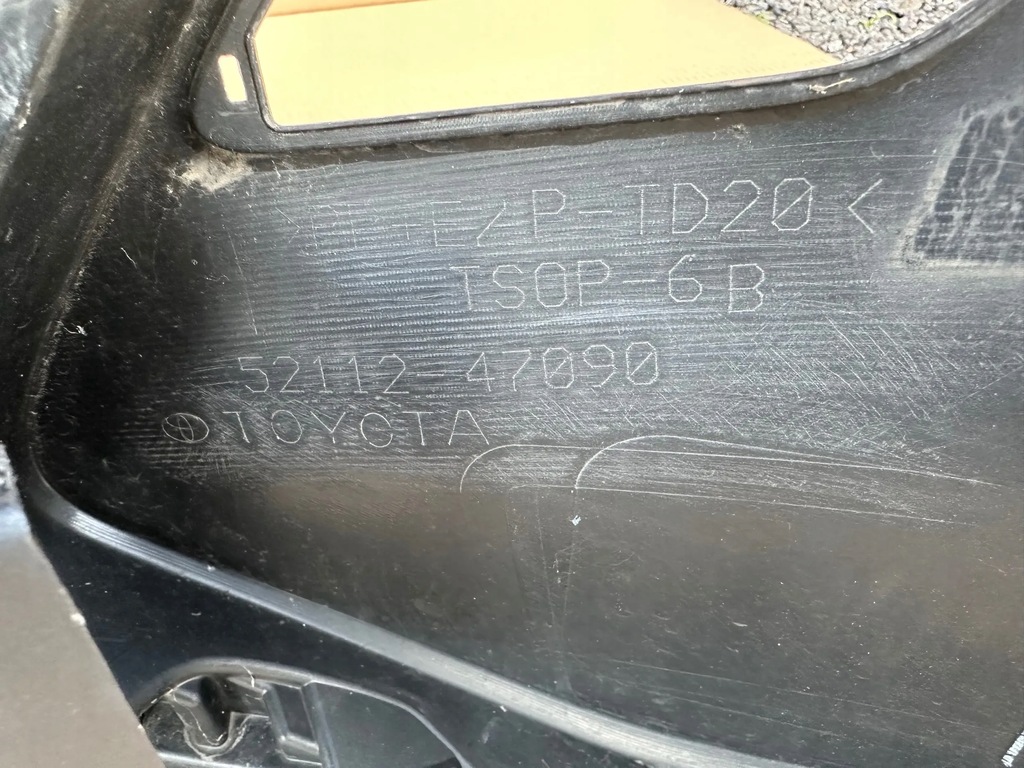 >PP+E/P-TD20<
TSOP-6B
52112-47090
TOYOTA